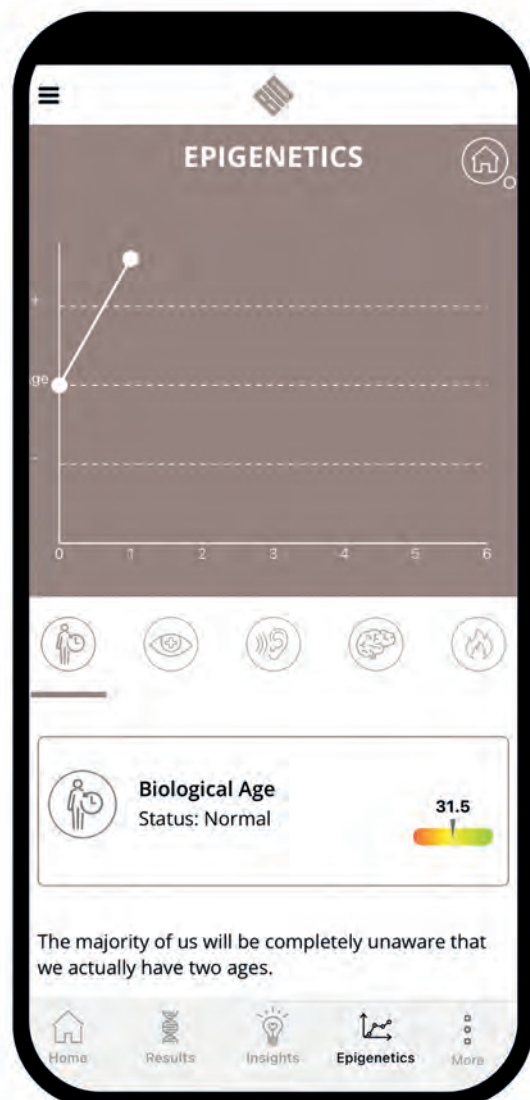 BIO
EPIGENETICS
+
ge
-
0 1 2 3 4 5 6
Biological Age
Status: Normal
31.5
The majority of us will be completely unaware that
we actually have two ages.
Home Results Insights Epigenetics More